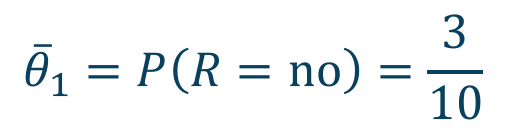 θ̄₁ = P(R = no) = 3/10